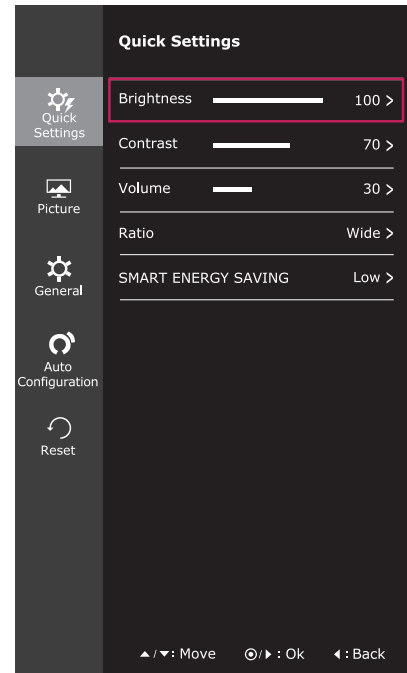 Quick Settings
Quick
Settings
Picture
General
Auto
Configuration
Reset
Brightness 100 >
Contrast 70 >
Volume 30 >
Ratio Wide >
SMART ENERGY SAVING Low >
▲/▼: Move ⊙/▶ : Ok ◀ : Back